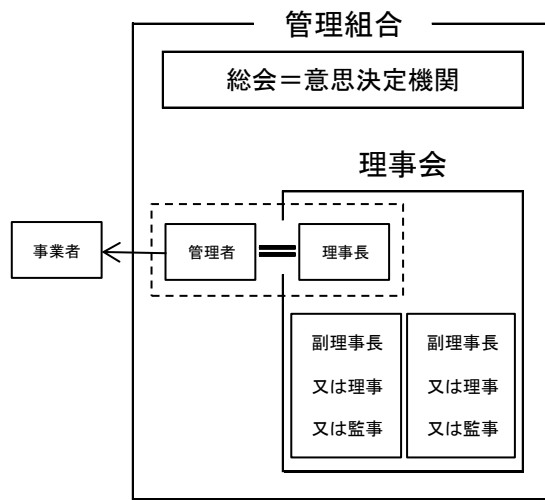 管理組合
総会＝意思決定機関
理事会
事業者
管理者
理事長
副理事長
又は理事
又は監事
副理事長
又は理事
又は監事